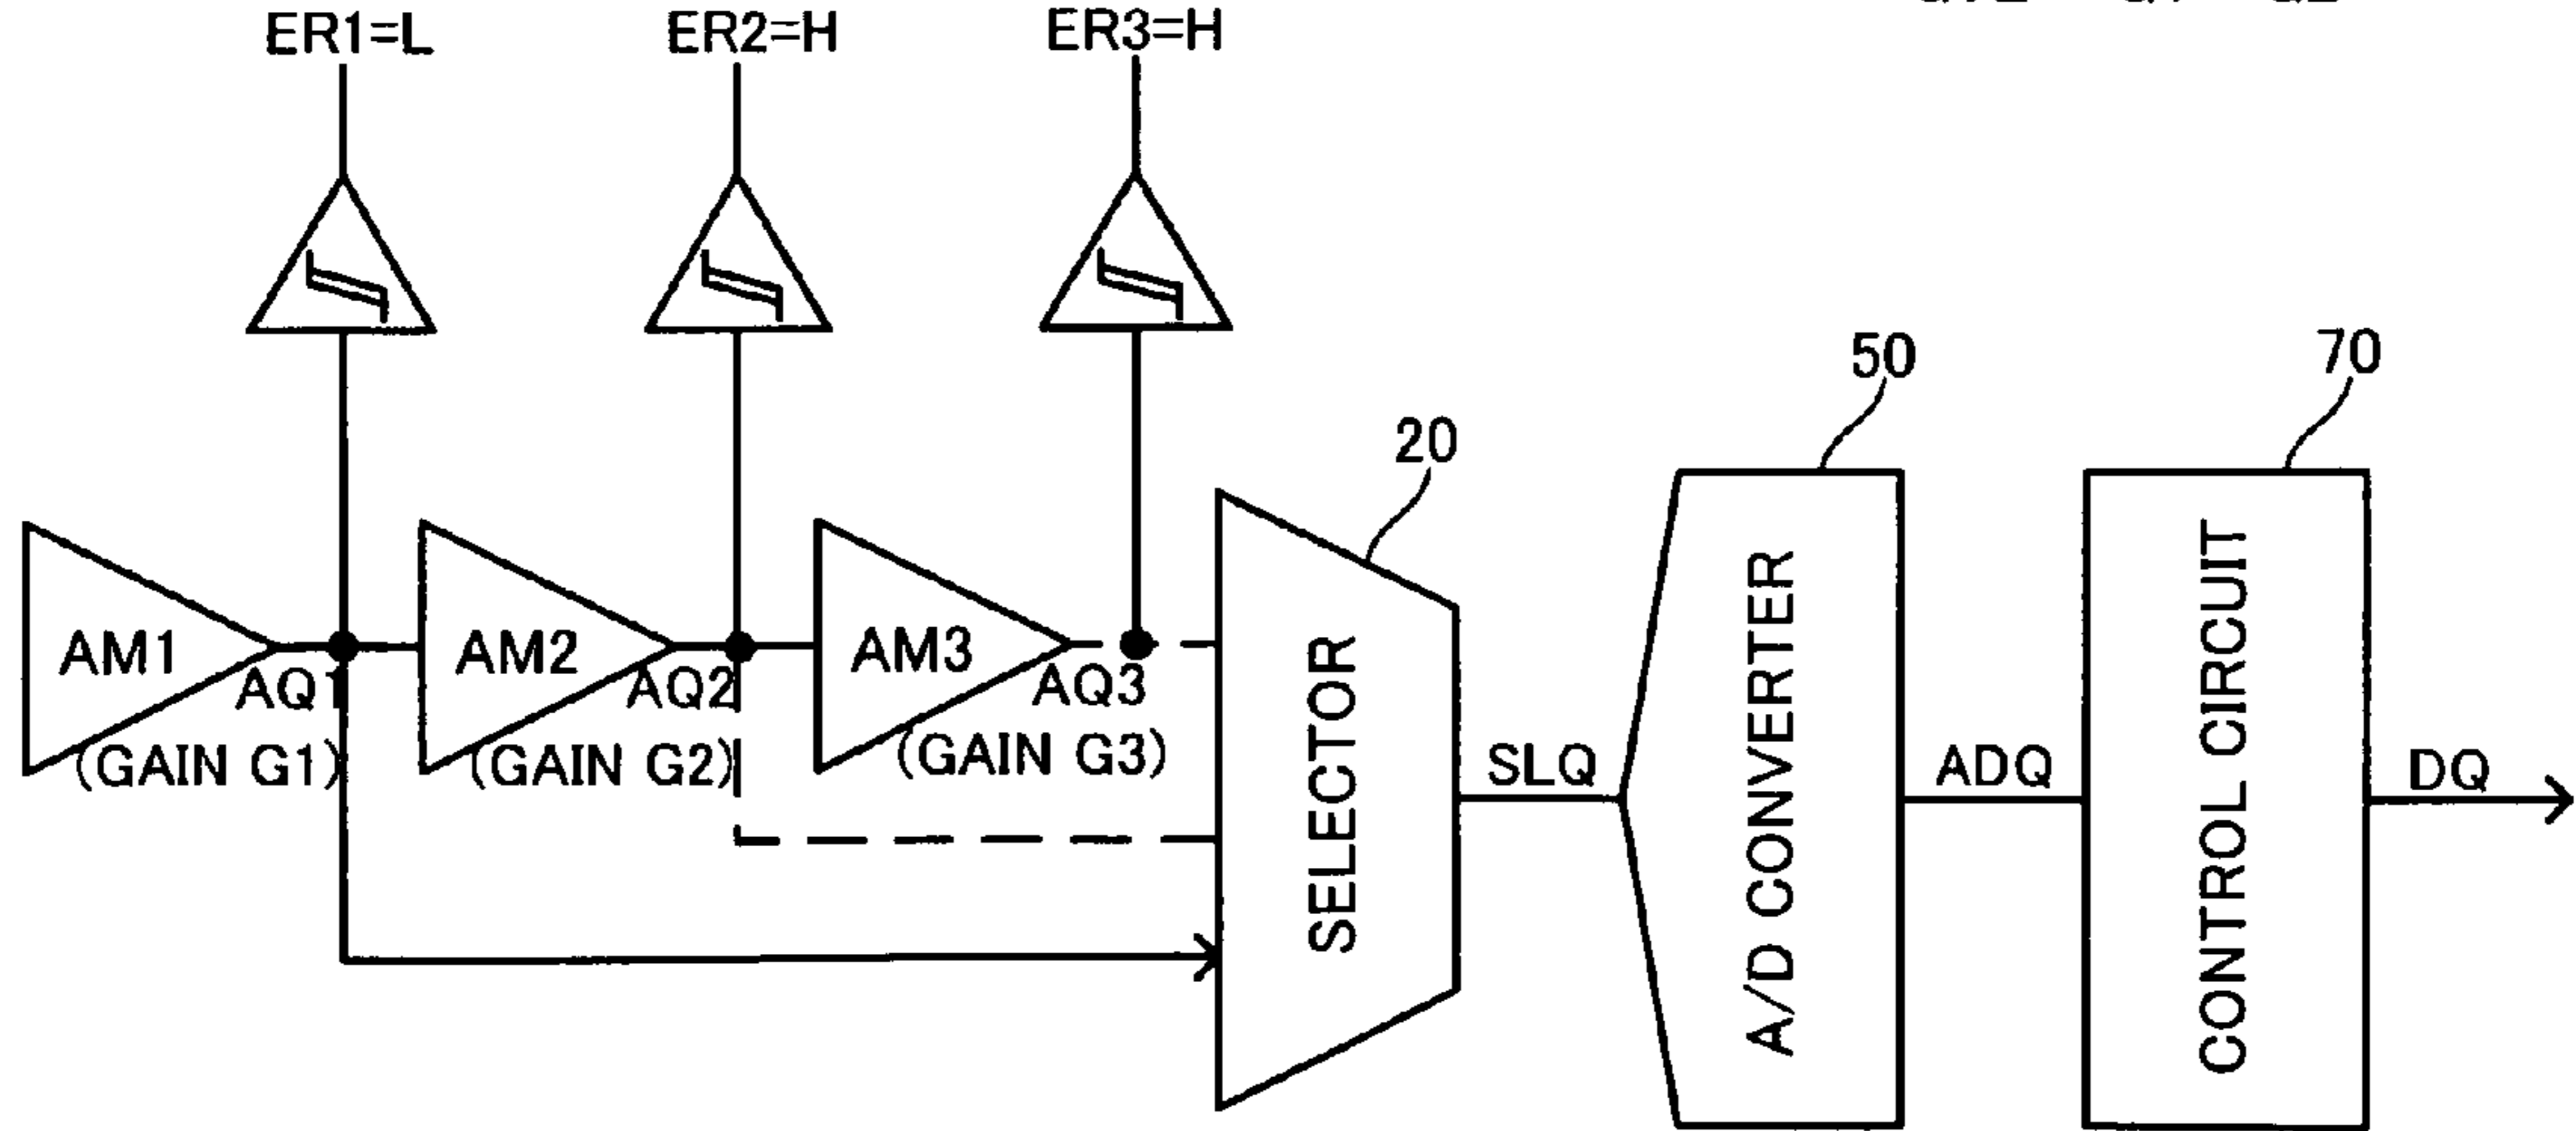 ER1=L
ER2=H
ER3=H
50
70
20
AM1
AM2
AM3
AQ1
AQ2
AQ3
(GAIN G1)
(GAIN G2)
(GAIN G3)
SELECTOR
SLQ
A/D CONVERTER
ADQ
CONTROL CIRCUIT
DQ